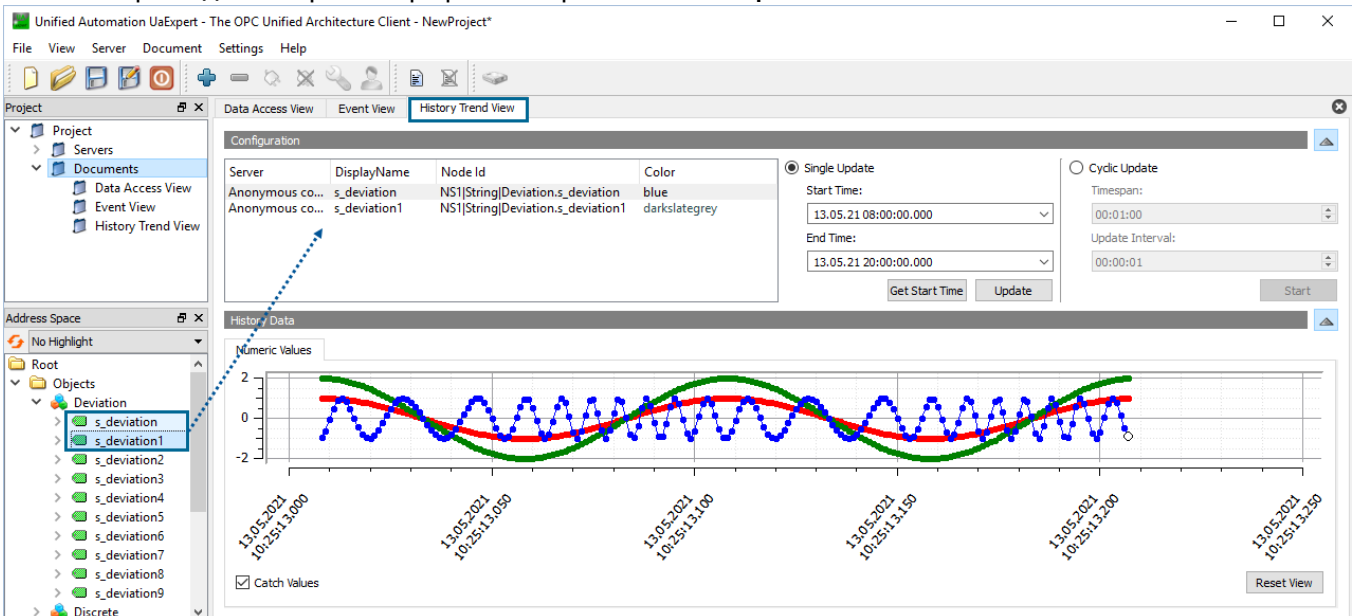 Unified Automation UaExpert - The OPC Unified Architecture Client - NewProject*
File View Server Document Settings Help
Project
Project
Servers
Documents
Data Access View
Event View
History Trend View
Address Space
No Highlight
Root
Objects
Deviation
s_deviation
s_deviation1
s_deviation2
s_deviation3
s_deviation4
s_deviation5
s_deviation6
s_deviation7
s_deviation8
s_deviation9
Discrete
Data Access View Event View History Trend View
Configuration
Server DisplayName Node Id Color
Anonymous co... s_deviation NS1|String|Deviation.s_deviation blue
Anonymous co... s_deviation1 NS1|String|Deviation.s_deviation1 darkslategrey
Single Update
Start Time:
13.05.21 08:00:00.000
End Time:
13.05.21 20:00:00.000
Get Start Time Update
Cyclic Update
Timespan:
00:01:00
Update Interval:
00:00:01
Start
History Data
Numeric Values
2
0
-2
13.05.2021
10:25:13.000
13.05.2021
10:25:13.050
13.05.2021
10:25:13.100
13.05.2021
10:25:13.150
13.05.2021
10:25:13.200
13.05.2021
10:25:13.250
Catch Values
Reset View